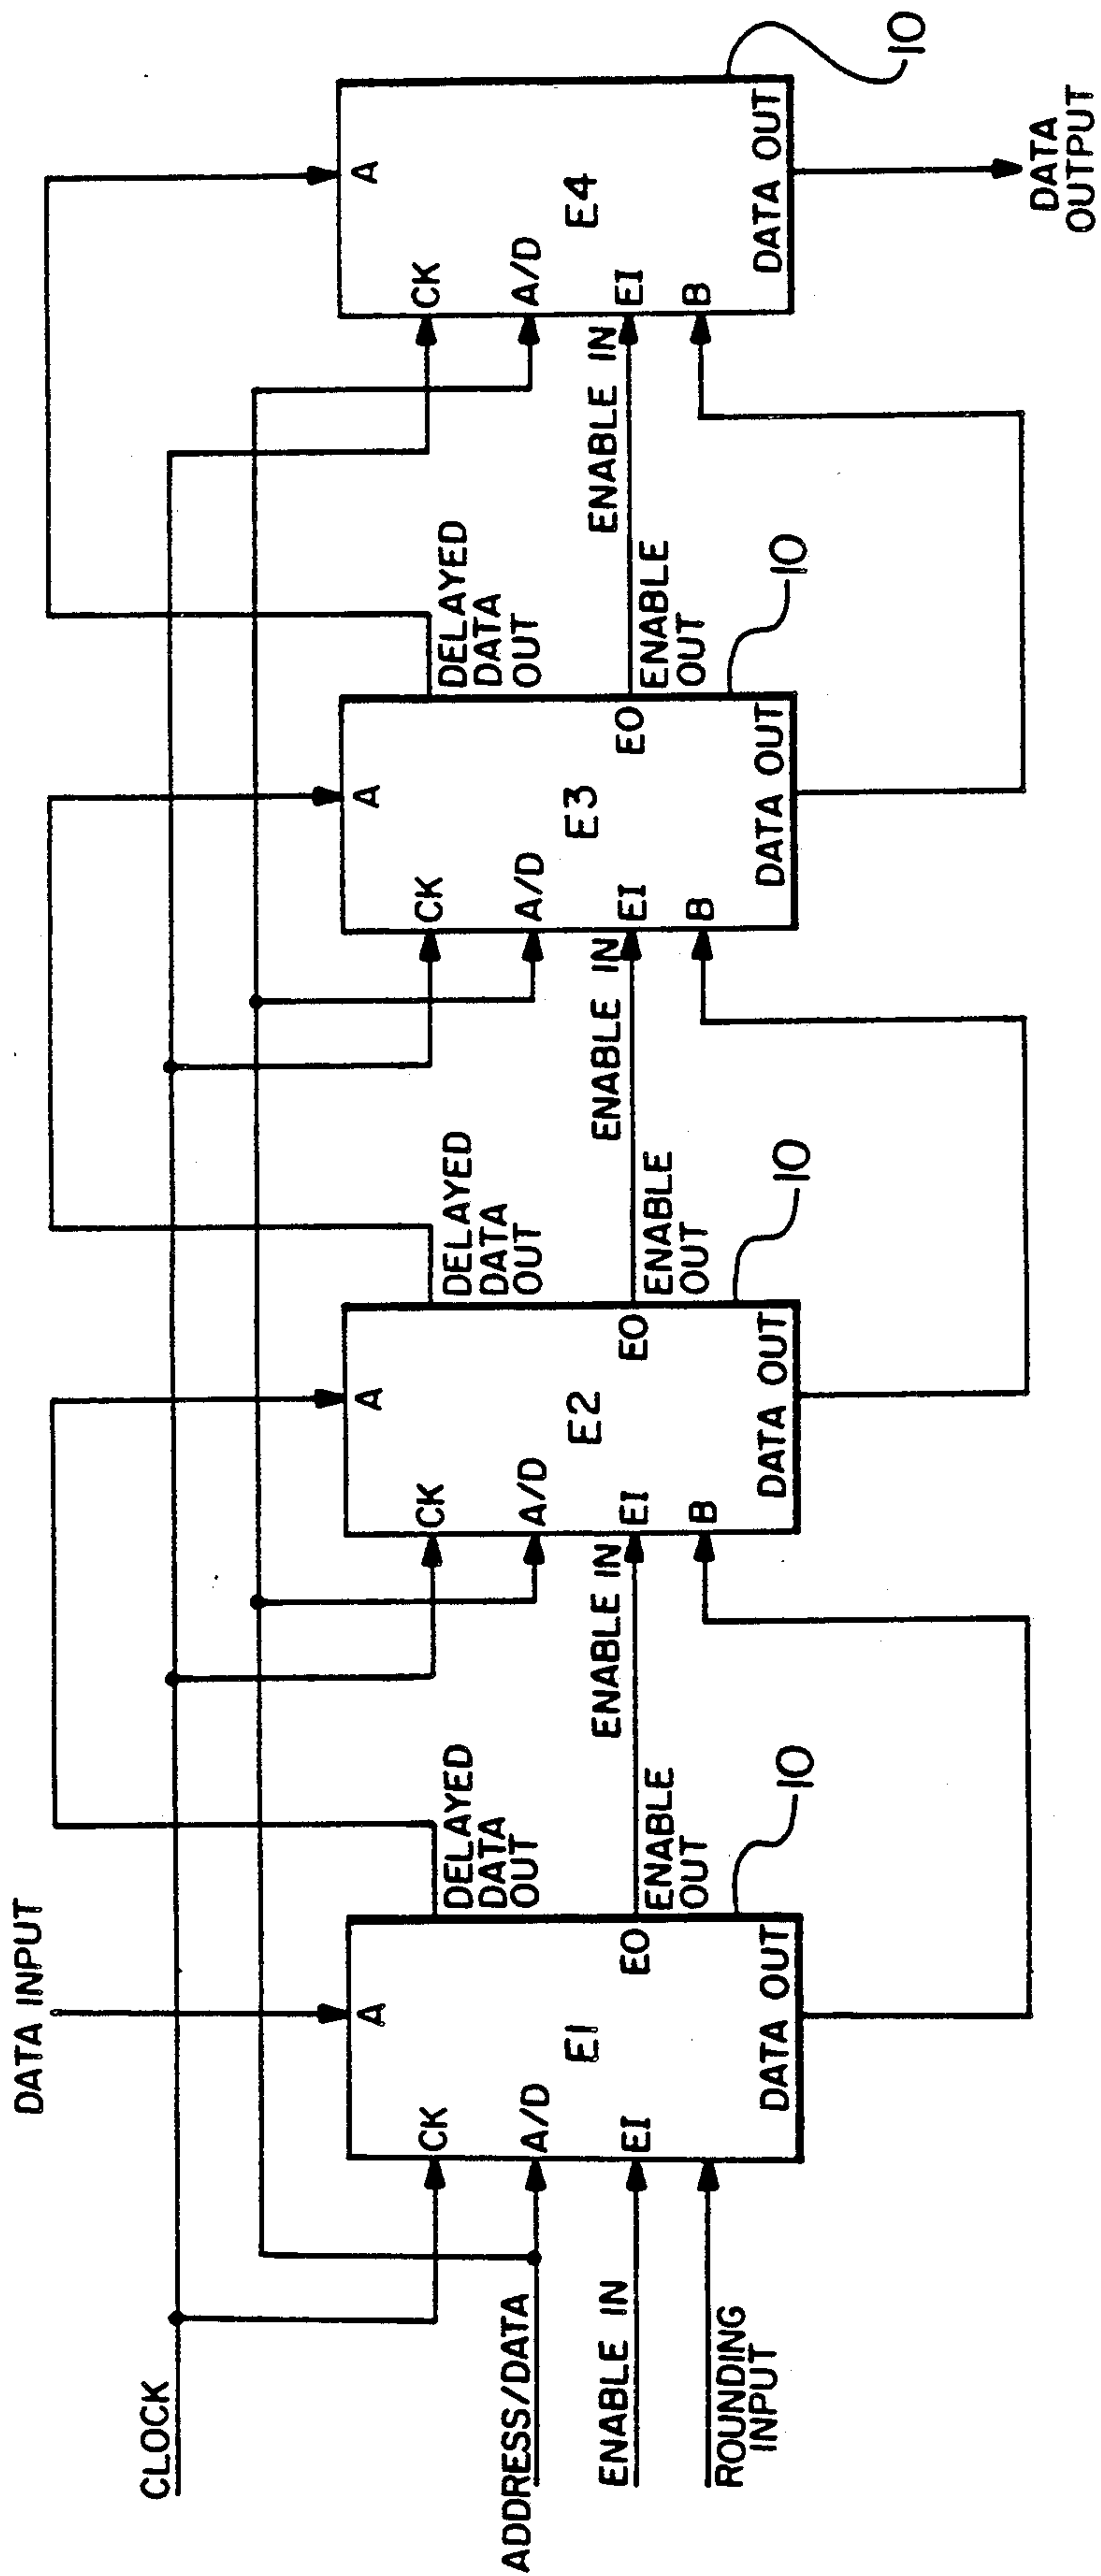 DATA INPUT
CLOCK
ADDRESS/DATA
ENABLE IN
ROUNDING
INPUT
A
CK
A/D
EI
E1
EO
DATA OUT
10
DELAYED
DATA
OUT
ENABLE
OUT
ENABLE IN
A
CK
A/D
EI
B
E2
EO
DATA OUT
10
DELAYED
DATA
OUT
ENABLE
OUT
ENABLE IN
A
CK
A/D
EI
B
E3
EO
DATA OUT
10
DELAYED
DATA
OUT
ENABLE
OUT
ENABLE IN
A
CK
A/D
EI
B
E4
DATA OUT
10
DATA
OUTPUT